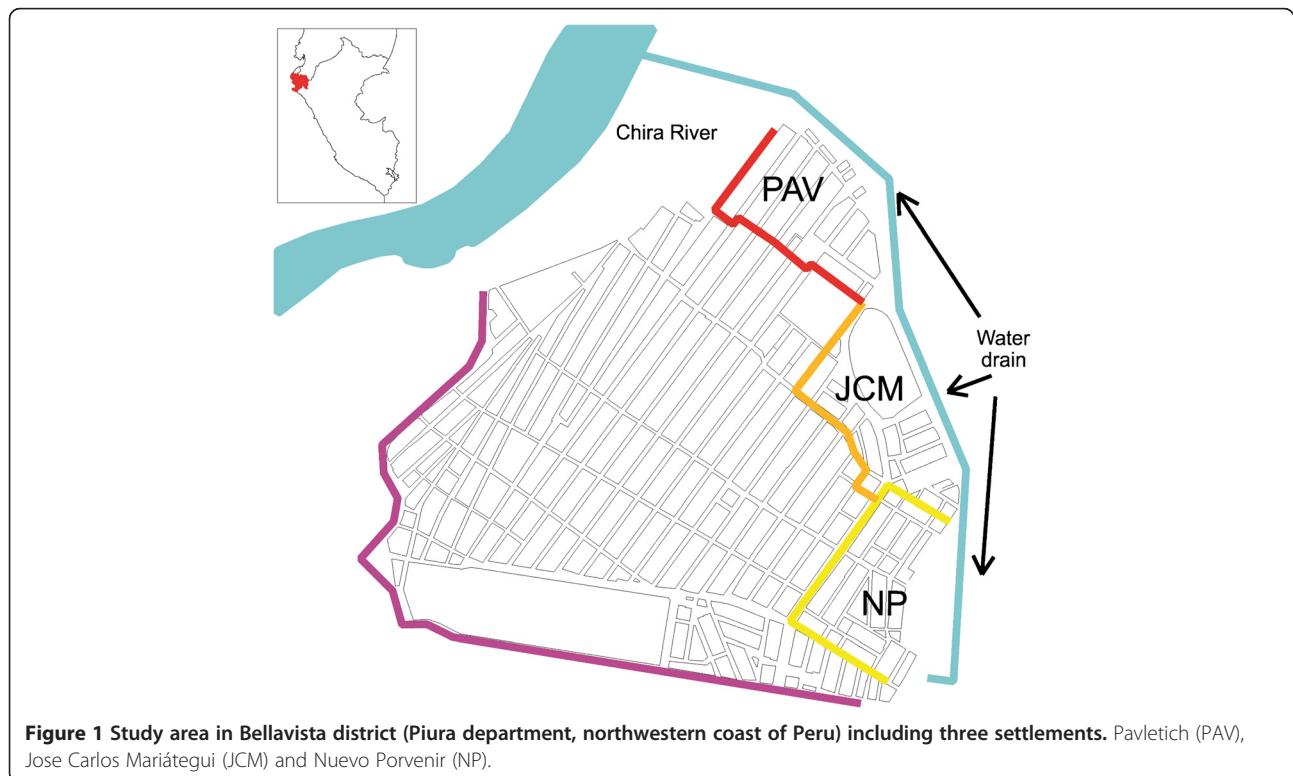 Chira River
PAV
Water
drain
JCM
NP
Figure 1 Study area in Bellavista district (Piura department, northwestern coast of Peru) including three settlements. Pavletich (PAV),
Jose Carlos Mariátegui (JCM) and Nuevo Porvenir (NP).